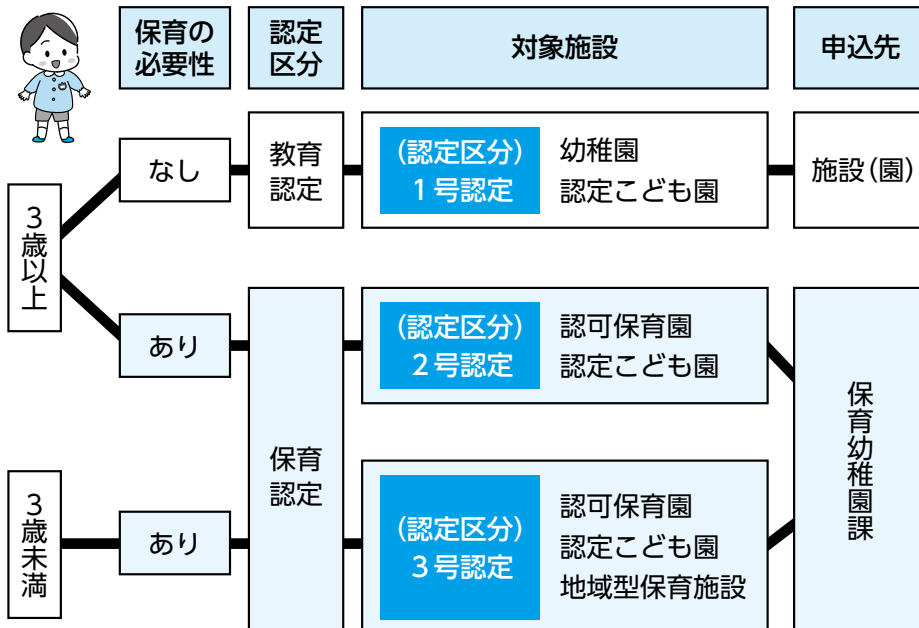 保育の
必要性
認定
区分
対象施設
申込先
3歳以上
なし
教育
認定
(認定区分)
1号認定
幼稚園
認定こども園
施設(園)
あり
保育
認定
(認定区分)
2号認定
認可保育園
認定こども園
保育幼稚園課
3歳未満
あり
(認定区分)
3号認定
認可保育園
認定こども園
地域型保育施設